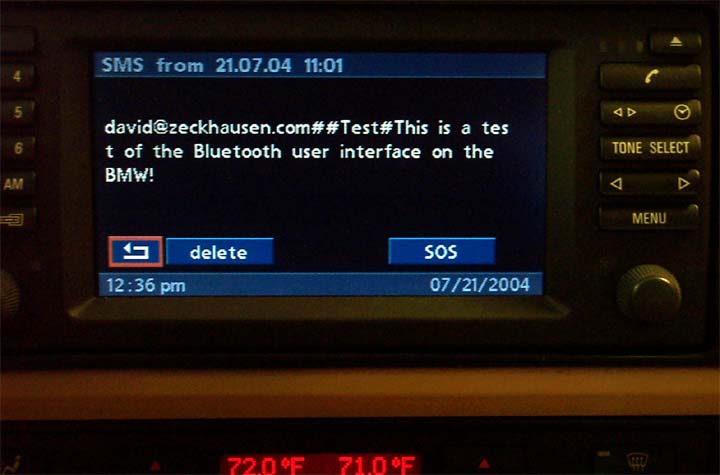 SMS from 21.07.04 11:01
4
david@zeckhausen.com##Test#This is a tes
5
t of the Bluetooth user interface on the
TONE SELECT
6
BMW!
AM
MENU
delete
SOS
12:36 pm
07/21/2004
72.0°F 71.0°F